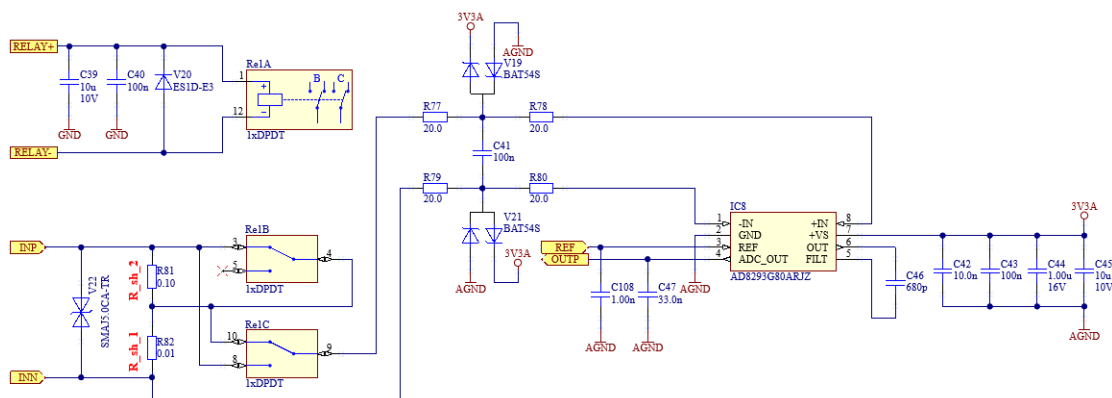 3V3A
RELAY+
Re1A
AGND
V19
BAT54S
C39
10u
10V
C40
100n
V20
ES1D-E3
1
+
B
C
12
-
GND
GND
1xDPDT
RELAY-
R77
20.0
R78
20.0
C41
100n
R79
20.0
R80
20.0
V21
BAT54S
3V3A
AGND
IC8
1
-IN
+IN
8
2
GND
+VS
7
3
REF
OUT
6
4
ADC_OUT
FILT
5
AD8293G80ARJZ
AGND
REF
OUTP
C108
1.00n
C47
33.0n
AGND
AGND
C46
680p
3V3A
C42
10.0n
C43
100n
C44
1.00u
16V
C45
10u
10V
AGND
INP
Re1B
3
4
5
1xDPDT
V22
SMAJ5.0CA-TR
R_sh_2
R81
0.10
R_sh_1
R82
0.01
Re1C
10
9
8
1xDPDT
INN